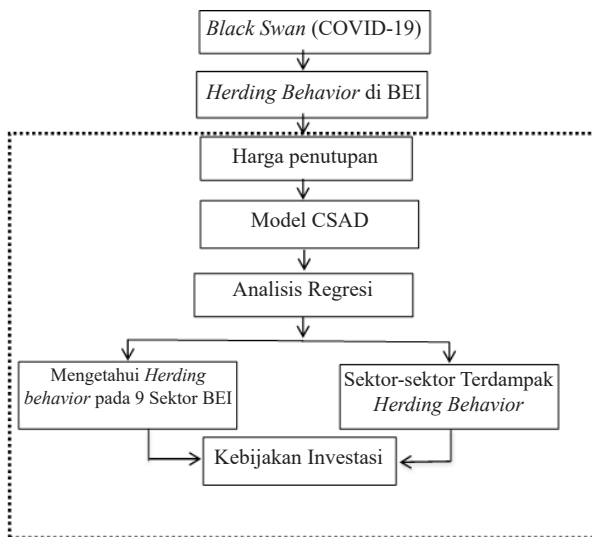 Black Swan (COVID-19)
Herding Behavior di BEI
Harga penutupan
Model CSAD
Analisis Regresi
Mengetahui Herding
behavior pada 9 Sektor BEI
Sektor-sektor Terdampak
Herding Behavior
Kebijakan Investasi